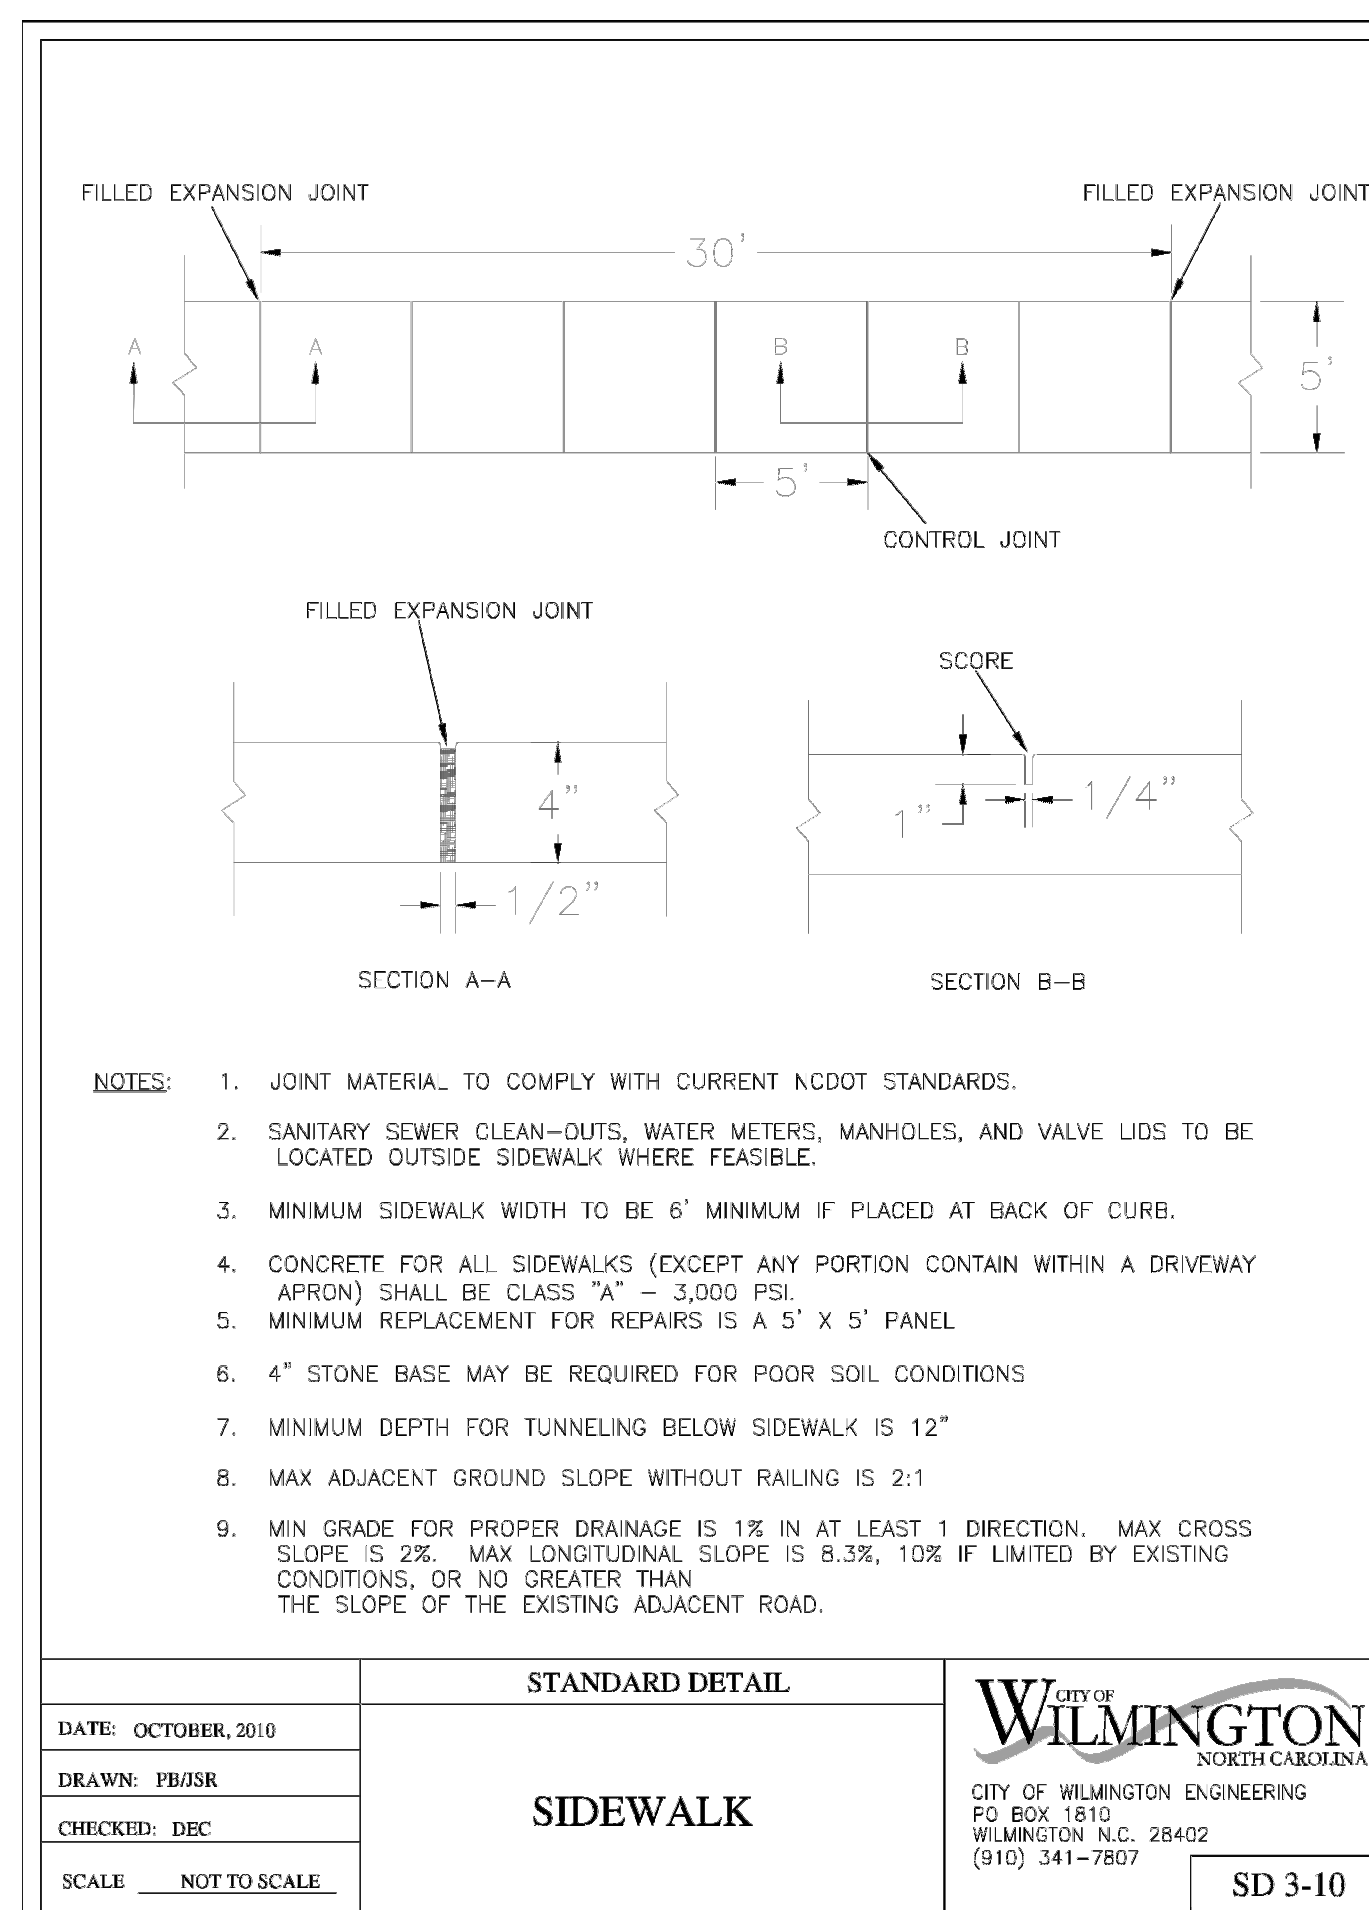 FILLED EXPANSION JOINT
FILLED EXPANSION JOINT
30'
A
A
B
B
5'
5'
CONTROL JOINT
FILLED EXPANSION JOINT
SCORE
4"
1"
1/4"
1/2"
SECTION A-A
SECTION B-B
NOTES:
1. JOINT MATERIAL TO COMPLY WITH CURRENT NCDOT STANDARDS.
2. SANITARY SEWER CLEAN-OUTS, WATER METERS, MANHOLES, AND VALVE LIDS TO BE
LOCATED OUTSIDE SIDEWALK WHERE FEASIBLE.
3. MINIMUM SIDEWALK WIDTH TO BE 6' MINIMUM IF PLACED AT BACK OF CURB.
4. CONCRETE FOR ALL SIDEWALKS (EXCEPT ANY PORTION CONTAIN WITHIN A DRIVEWAY
APRON) SHALL BE CLASS "A" - 3,000 PSI.
5. MINIMUM REPLACEMENT FOR REPAIRS IS A 5' X 5' PANEL
6. 4" STONE BASE MAY BE REQUIRED FOR POOR SOIL CONDITIONS
7. MINIMUM DEPTH FOR TUNNELING BELOW SIDEWALK IS 12"
8. MAX ADJACENT GROUND SLOPE WITHOUT RAILING IS 2:1
9. MIN GRADE FOR PROPER DRAINAGE IS 1% IN AT LEAST 1 DIRECTION. MAX CROSS
SLOPE IS 2%. MAX LONGITUDINAL SLOPE IS 8.3%, 10% IF LIMITED BY EXISTING
CONDITIONS, OR NO GREATER THAN
THE SLOPE OF THE EXISTING ADJACENT ROAD.
DATE: OCTOBER, 2010
DRAWN: PB/JSR
CHECKED: DEC
SCALE NOT TO SCALE
STANDARD DETAIL
SIDEWALK
CITY OF
WILMINGTON
NORTH CAROLINA
CITY OF WILMINGTON ENGINEERING
PO BOX 1810
WILMINGTON N.C. 28402
(910) 341-7807
SD 3-10